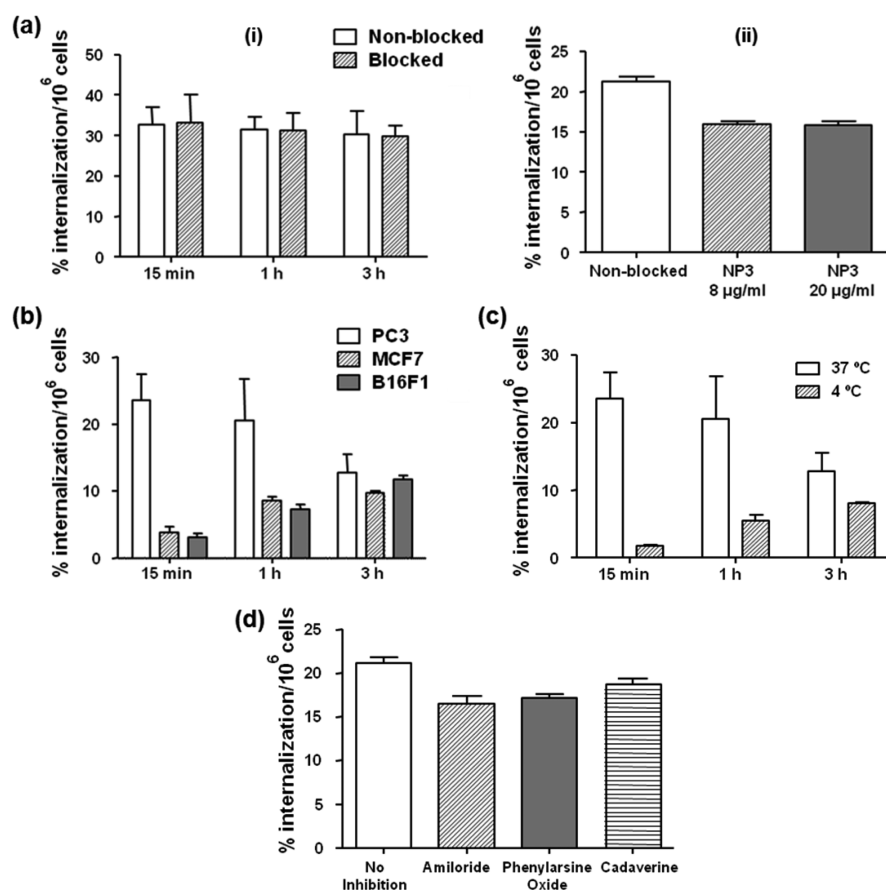 (a)
(i)
Non-blocked
Blocked
% internalization/10⁶ cells
50
40
30
20
10
0
15 min 1 h 3 h
(ii)
% internalization/10⁶ cells
25
20
15
10
5
0
Non-blocked NP3 NP3
8 µg/ml 20 µg/ml
(b)
PC3
MCF7
B16F1
% internalization/10⁶ cells
30
20
10
0
15 min 1 h 3 h
(c)
37 ºC
4 ºC
% internalization/10⁶ cells
30
20
10
0
15 min 1 h 3 h
(d)
% internalization/10⁶ cells
25
20
15
10
5
0
No Amiloride Phenylarsine Cadaverine
Inhibition Oxide